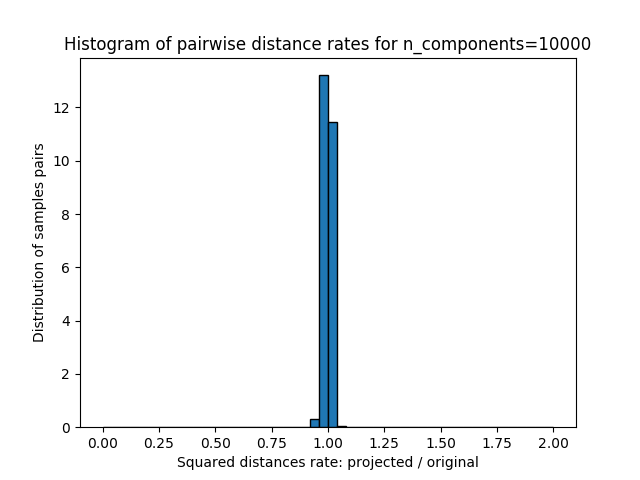 Histogram of pairwise distance rates for n_components=10000
Distribution of samples pairs
12
10
8
6
4
2
0
0.00 0.25 0.50 0.75 1.00 1.25 1.50 1.75 2.00
Squared distances rate: projected / original